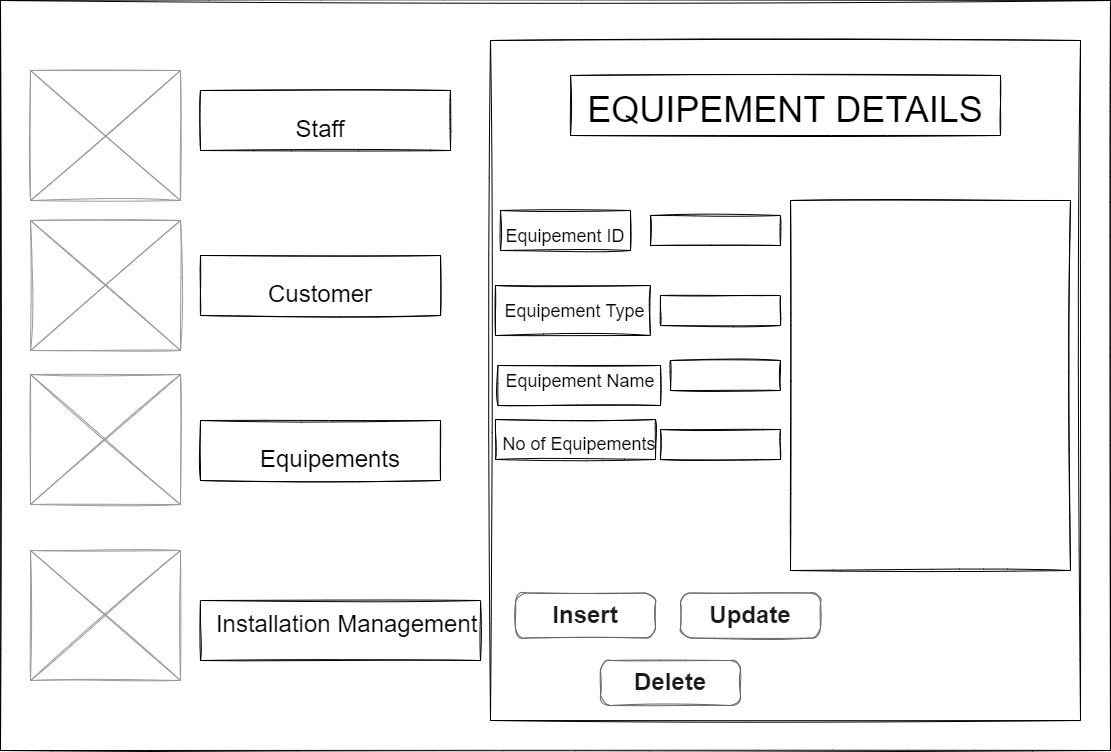 Staff
Customer
Equipements
Installation Management
EQUIPEMENT DETAILS
Equipement ID
Equipement Type
Equipement Name
No of Equipements
Insert
Update
Delete